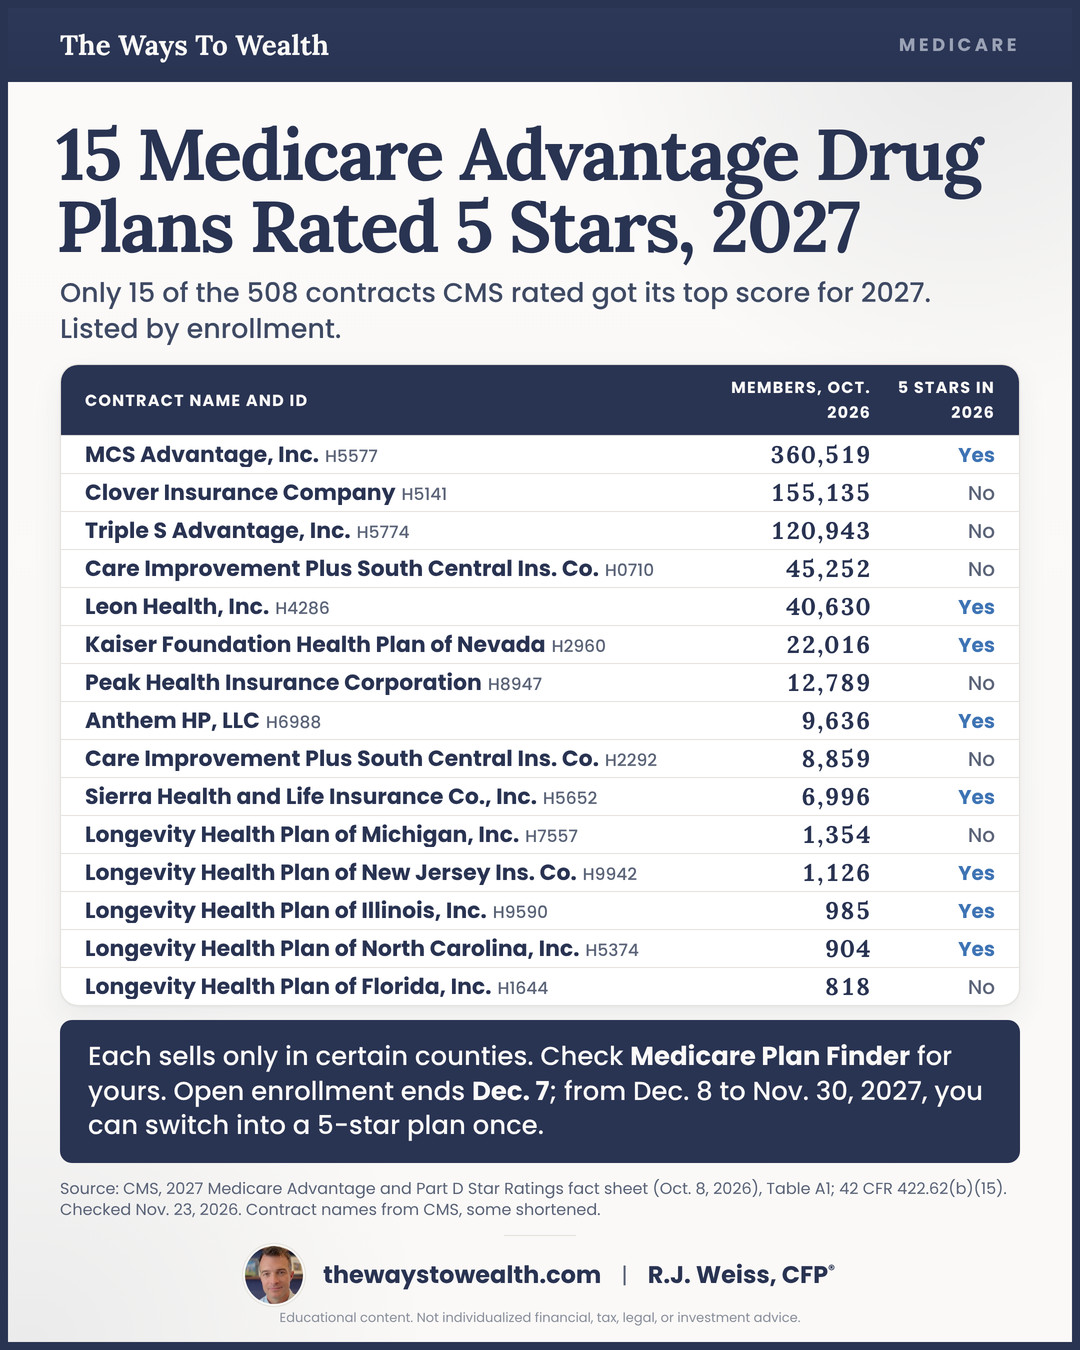 The Ways To Wealth
MEDICARE
15 Medicare Advantage Drug
Plans Rated 5 Stars, 2027
Only 15 of the 508 contracts CMS rated got its top score for 2027.
Listed by enrollment.
CONTRACT NAME AND ID MEMBERS, OCT. 2026 5 STARS IN 2026
MCS Advantage, Inc. H5577 360,519 Yes
Clover Insurance Company H5141 155,135 No
Triple S Advantage, Inc. H5774 120,943 No
Care Improvement Plus South Central Ins. Co. H0710 45,252 No
Leon Health, Inc. H4286 40,630 Yes
Kaiser Foundation Health Plan of Nevada H2960 22,016 Yes
Peak Health Insurance Corporation H8947 12,789 No
Anthem HP, LLC H6988 9,636 Yes
Care Improvement Plus South Central Ins. Co. H2292 8,859 No
Sierra Health and Life Insurance Co., Inc. H5652 6,996 Yes
Longevity Health Plan of Michigan, Inc. H7557 1,354 No
Longevity Health Plan of New Jersey Ins. Co. H9942 1,126 Yes
Longevity Health Plan of Illinois, Inc. H9590 985 Yes
Longevity Health Plan of North Carolina, Inc. H5374 904 Yes
Longevity Health Plan of Florida, Inc. H1644 818 No
Each sells only in certain counties. Check Medicare Plan Finder for
yours. Open enrollment ends Dec. 7; from Dec. 8 to Nov. 30, 2027, you
can switch into a 5-star plan once.
Source: CMS, 2027 Medicare Advantage and Part D Star Ratings fact sheet (Oct. 8, 2026), Table A1; 42 CFR 422.62(b)(15).
Checked Nov. 23, 2026. Contract names from CMS, some shortened.
thewaystowealth.com | R.J. Weiss, CFP®
Educational content. Not individualized financial, tax, legal, or investment advice.